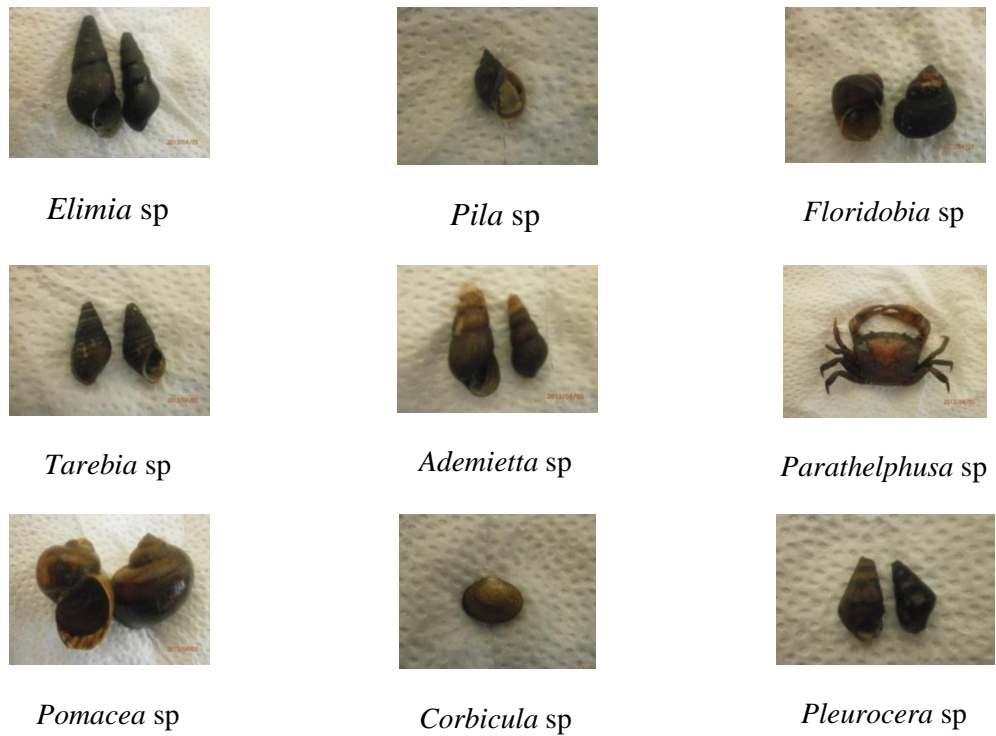 Elimia sp
Pila sp
Floridobia sp
Tarebia sp
Ademietta sp
Parathelphusa sp
Pomacea sp
Corbicula sp
Pleurocera sp